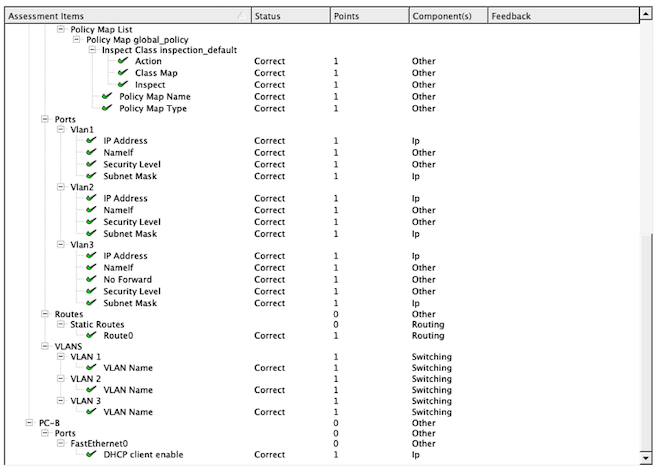 Assessment Items Status Points Component(s) Feedback
Policy Map List
Policy Map global_policy
Inspect Class inspection_default
Action Correct 1 Other
Class Map Correct 1 Other
Inspect Correct 1 Other
Policy Map Name Correct 1 Other
Policy Map Type Correct 1 Other
Ports
Vlan1
IP Address Correct 1 Ip
NameIf Correct 1 Other
Security Level Correct 1 Other
Subnet Mask Correct 1 Ip
Vlan2
IP Address Correct 1 Ip
NameIf Correct 1 Other
Security Level Correct 1 Other
Subnet Mask Correct 1 Ip
Vlan3
IP Address Correct 1 Ip
NameIf Correct 1 Other
No Forward Correct 1 Other
Security Level Correct 1 Other
Subnet Mask Correct 1 Ip
Routes 0 Other
Static Routes 0 Routing
Route0 Correct 1 Routing
VLANS
VLAN 1 1 Switching
VLAN Name Correct 1 Switching
VLAN 2 1 Switching
VLAN Name Correct 1 Switching
VLAN 3 1 Switching
VLAN Name Correct 1 Switching
PC-B 0 Other
Ports 0 Other
FastEthernet0 0 Other
DHCP client enable Correct 1 Ip